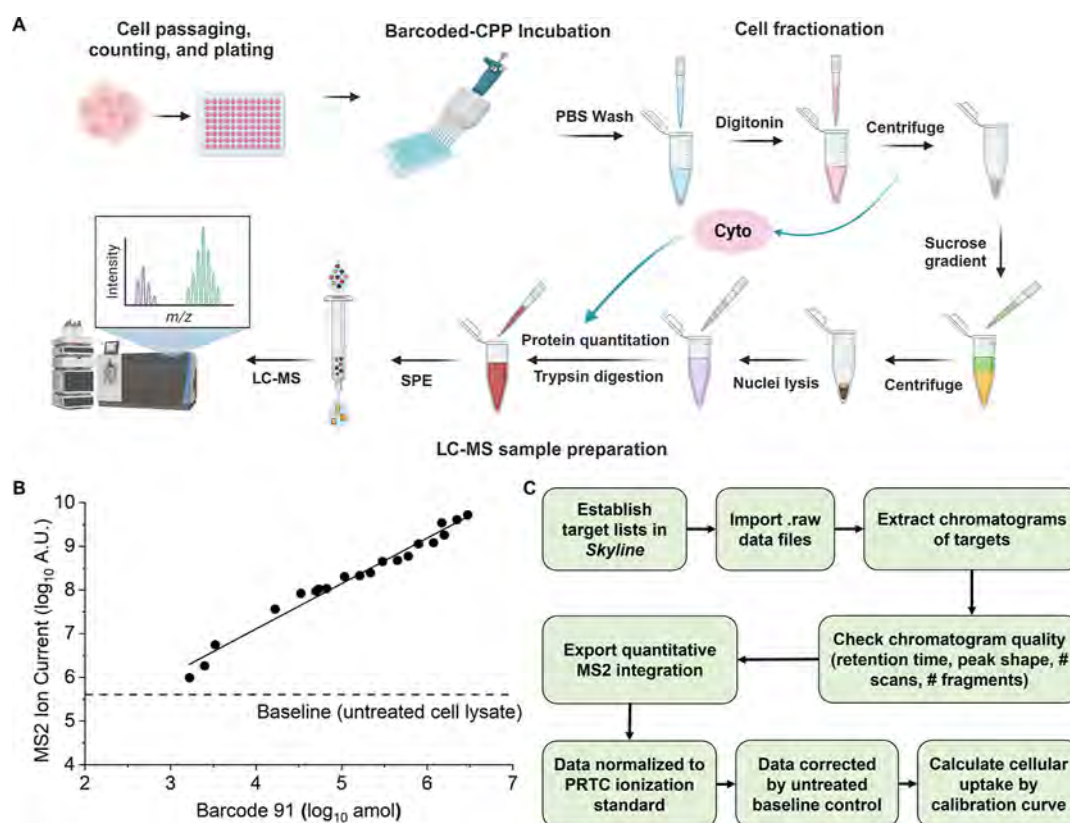 A
Cell passaging,
counting, and plating
Barcoded-CPP Incubation
Cell fractionation
PBS Wash
Digitonin
Centrifuge
Cyto
Sucrose
gradient
Intensity
m/z
LC-MS
SPE
Protein quantitation
Trypsin digestion
Nuclei lysis
Centrifuge
LC-MS sample preparation
B
MS2 Ion Current (log10 A.U.)
10
9
8
7
6
5
4
Baseline (untreated cell lysate)
2
3
4
5
6
7
Barcode 91 (log10 amol)
C
Establish
target lists in
Skyline
Import .raw
data files
Extract chromatograms
of targets
Export quantitative
MS2 integration
Check chromatogram quality
(retention time, peak shape, #
scans, # fragments)
Data normalized to
PRTC ionization
standard
Data corrected
by untreated
baseline control
Calculate cellular
uptake by
calibration curve